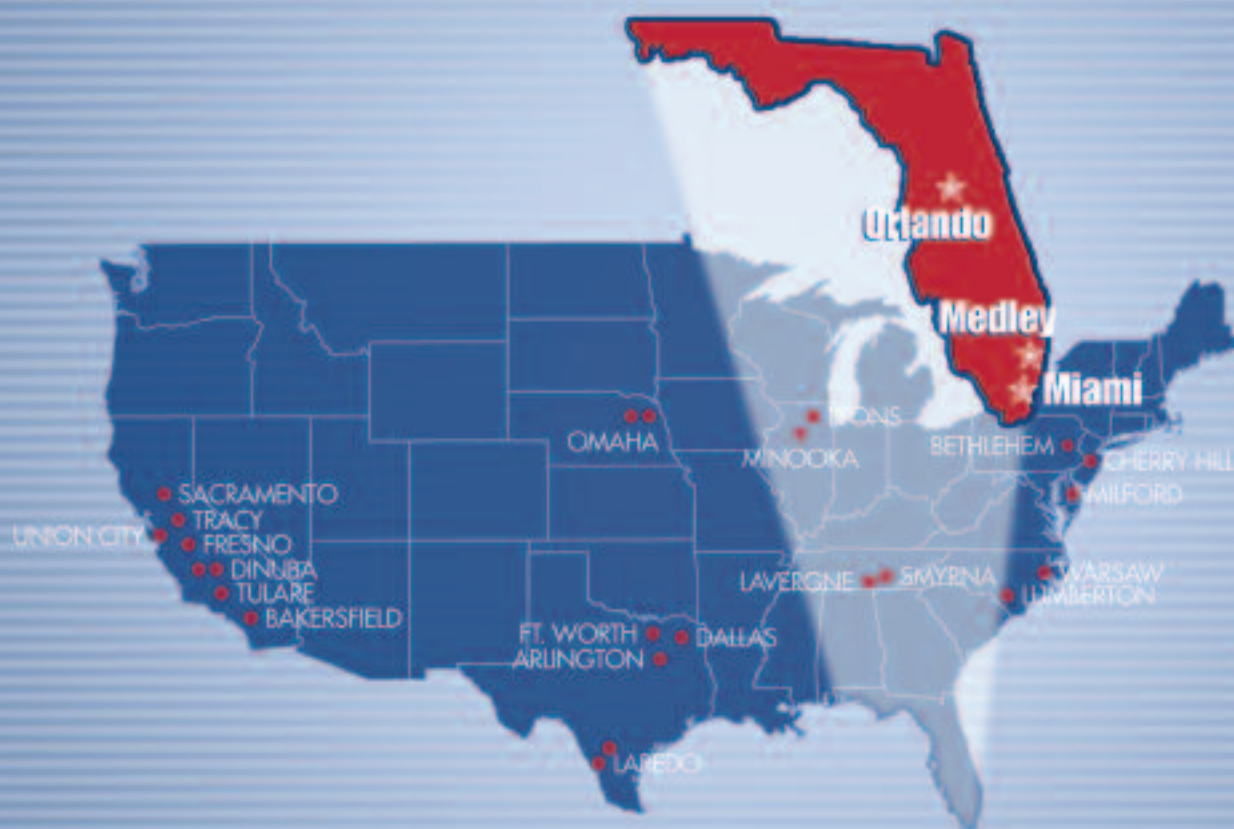 Orlando
Medley
Miami
OMAHA
LYONS
MINOOKA
BETHLEHEM
CHERRY HILL
MILFORD
SACRAMENTO
TRACY
UNION CITY
FRESNO
DINUBA
TULARE
BAKERSFIELD
LAVERGNE
SMYRNA
WARSAW
LUMBERTON
FT. WORTH
DALLAS
ARLINGTON
LAREDO